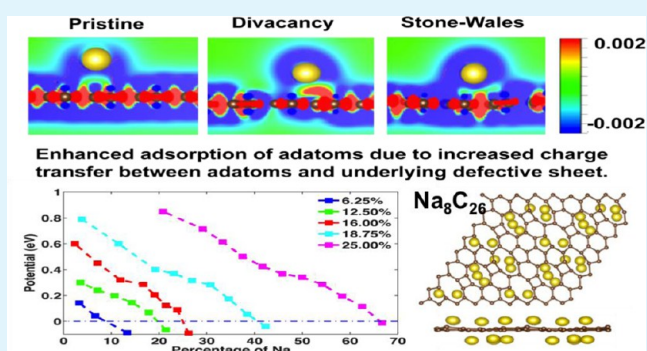 Pristine Divacancy Stone-Wales
0.002
-0.002
Enhanced adsorption of adatoms due to increased charge
transfer between adatoms and underlying defective sheet.
Potential (eV)
1
0.8
0.6
0.4
0.2
0
6.25%
12.50%
16.00%
18.75%
25.00%
0 10 20 30 40 50 60 70
Percentage of Na
Na₈C₂₆